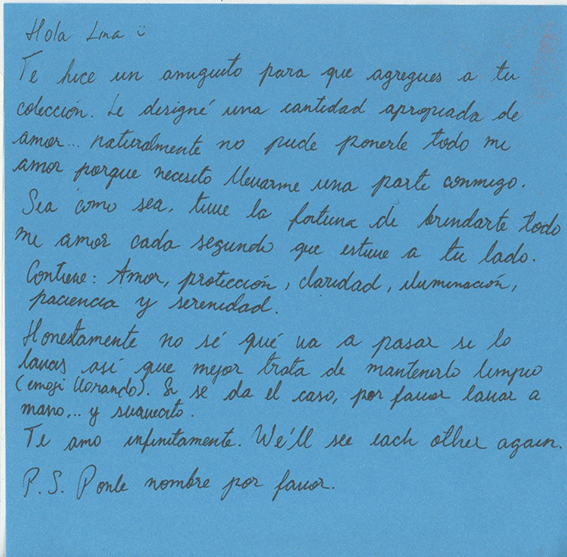 Hola Lina ü
Te hice un amiguito para que agregues a tu
colección. Le designé una cantidad apropiada de
amor... naturalmente no pude ponerle todo mi
amor porque necesito llevarme una parte conmigo.
Sea como sea, tuve la fortuna de brindarte todo
mi amor cada segundo que estuve a tu lado.
Contiene: Amor, protección, claridad, iluminación,
paciencia y serenidad.
Honestamente no sé qué va a pasar si lo
lavas así que mejor trata de mantenerlo limpio
(emoji llorando). Si se da el caso, por favor lavar a
mano... y suavecito.
Te amo infinitamente. We'll see each other again.
P.S. Ponle nombre por favor.